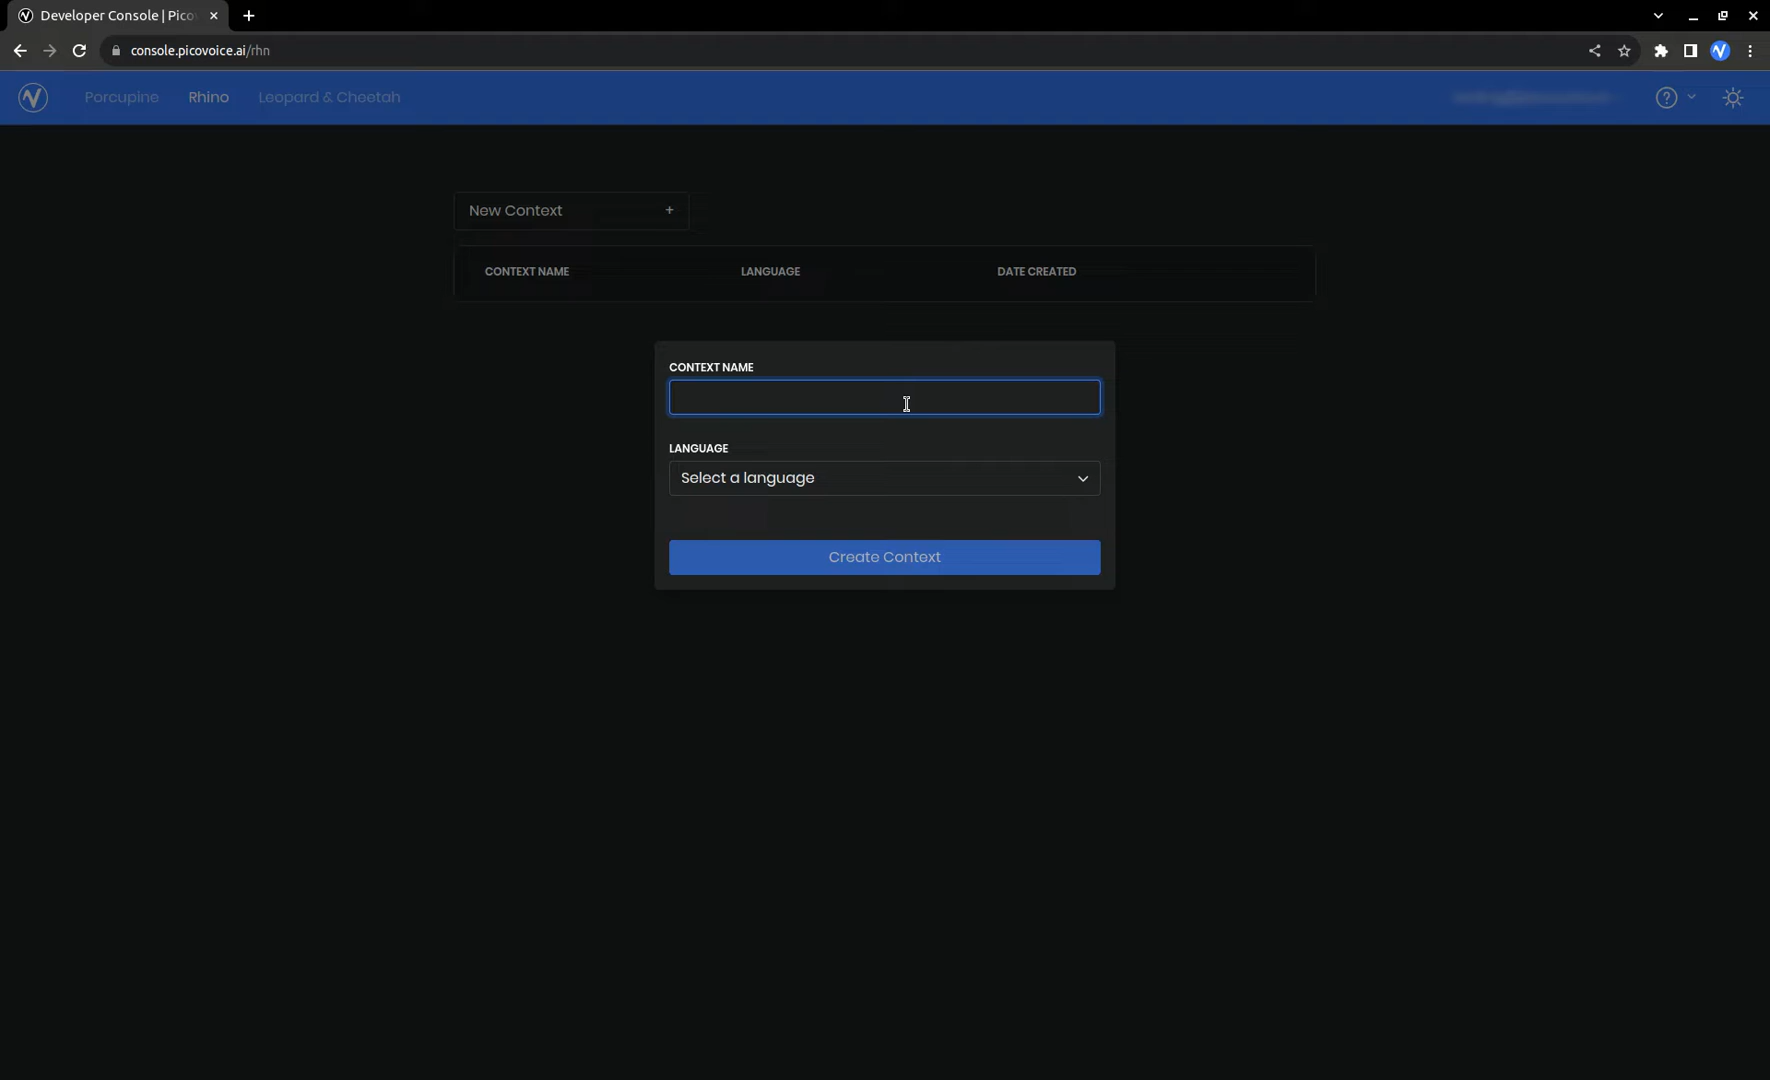 Developer Console | Pico
console.picovoice.ai/rhn
Porcupine Rhino Leopard & Cheetah
New Context +
CONTEXT NAME LANGUAGE DATE CREATED
CONTEXT NAME
LANGUAGE
Select a language
Create Context